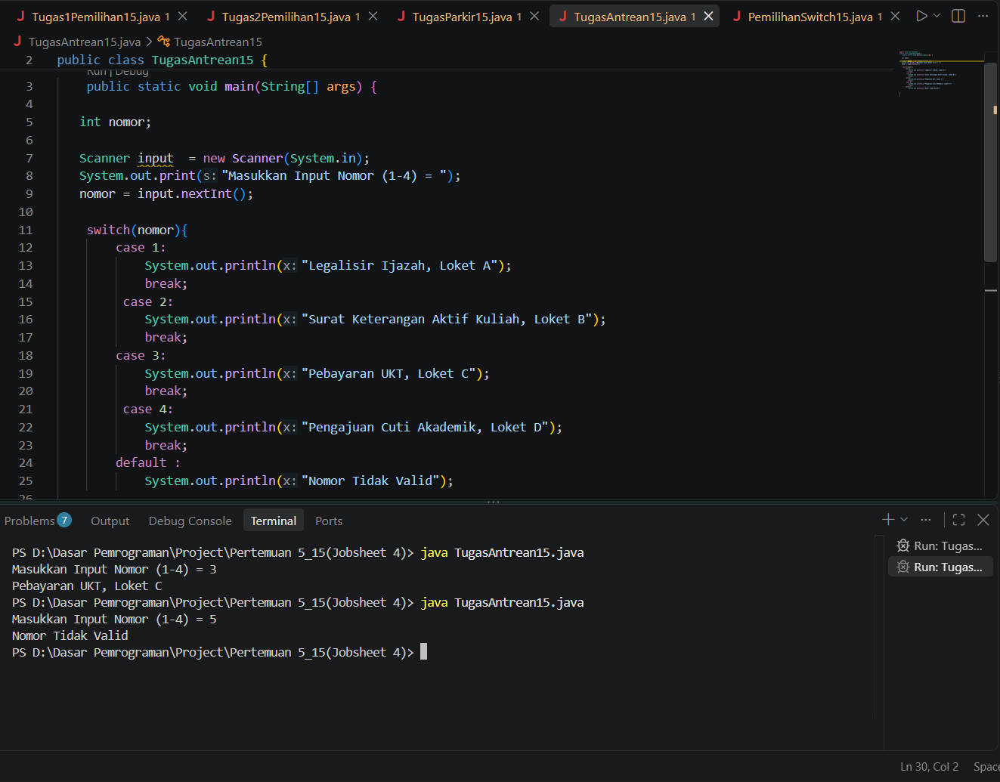 J Tugas1Pemilihan15.java 1 × J Tugas2Pemilihan15.java 1 × J TugasParkir15.java 1 × J TugasAntrean15.java 1 × J PemilihanSwitch15.java 1 ×
J TugasAntrean15.java > TugasAntrean15
2 public class TugasAntrean15 {
Run | Debug
3 public static void main(String[] args) {
4
5 int nomor;
6
7 Scanner input  = new Scanner(System.in);
8 System.out.print(s:"Masukkan Input Nomor (1-4) = ");
9 nomor = input.nextInt();
10
11 switch(nomor){
12 case 1:
13 System.out.println(x:"Legalisir Ijazah, Loket A");
14 break;
15 case 2:
16 System.out.println(x:"Surat Keterangan Aktif Kuliah, Loket B");
17 break;
18 case 3:
19 System.out.println(x:"Pebayaran UKT, Loket C");
20 break;
21 case 4:
22 System.out.println(x:"Pengajuan Cuti Akademik, Loket D");
23 break;
24 default :
25 System.out.println(x:"Nomor Tidak Valid");
26
Problems 7 Output Debug Console Terminal Ports
PS D:\Dasar Pemrograman\Project\Pertemuan 5_15(Jobsheet 4)> java TugasAntrean15.java
Masukkan Input Nomor (1-4) = 3
Pebayaran UKT, Loket C
PS D:\Dasar Pemrograman\Project\Pertemuan 5_15(Jobsheet 4)> java TugasAntrean15.java
Masukkan Input Nomor (1-4) = 5
Nomor Tidak Valid
PS D:\Dasar Pemrograman\Project\Pertemuan 5_15(Jobsheet 4)>
Run: Tugas...
Run: Tugas...
Ln 30, Col 2 Space